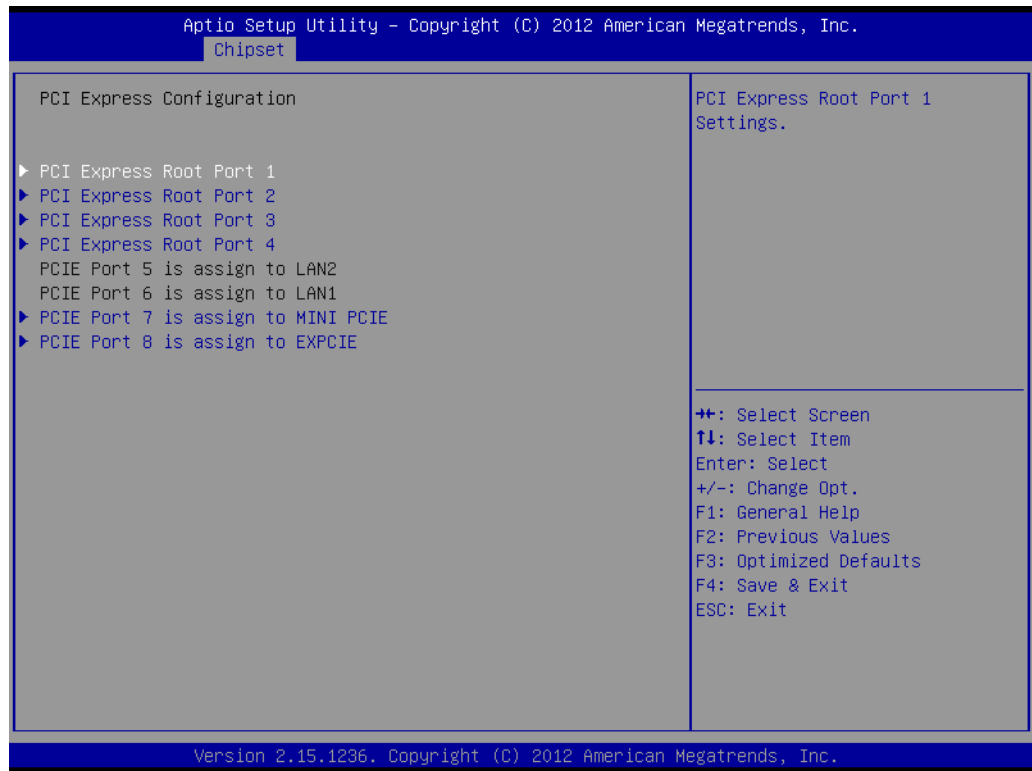 Aptio Setup Utility – Copyright (C) 2012 American Megatrends, Inc.
Chipset
PCI Express Configuration
PCI Express Root Port 1
PCI Express Root Port 2
PCI Express Root Port 3
PCI Express Root Port 4
PCIE Port 5 is assign to LAN2
PCIE Port 6 is assign to LAN1
PCIE Port 7 is assign to MINI PCIE
PCIE Port 8 is assign to EXPCIE
PCI Express Root Port 1
Settings.
→←: Select Screen
↑↓: Select Item
Enter: Select
+/-: Change Opt.
F1: General Help
F2: Previous Values
F3: Optimized Defaults
F4: Save & Exit
ESC: Exit
Version 2.15.1236. Copyright (C) 2012 American Megatrends, Inc.